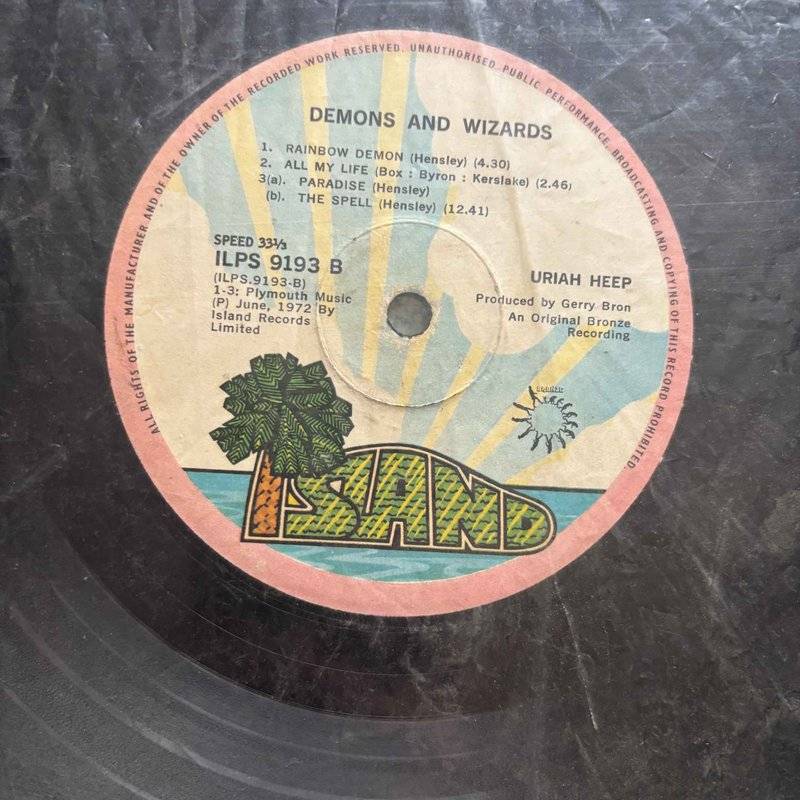 ALL RIGHTS OF THE MANUFACTURER AND OF THE OWNER OF THE RECORDED WORK RESERVED. UNAUTHORISED PUBLIC PERFORMANCE, BROADCASTING AND COPYING OF THIS RECORD PROHIBITED.
DEMONS AND WIZARDS
1. RAINBOW DEMON (Hensley) (4.30)
2. ALL MY LIFE (Box : Byron : Kerslake) (2.46)
3(a). PARADISE (Hensley)
(b). THE SPELL (Hensley) (12.41)
SPEED 33⅓
ILPS 9193 B
(ILPS.9193-B)
1-3: Plymouth Music
(P) June, 1972 By
Island Records
Limited
URIAH HEEP
Produced by Gerry Bron
An Original Bronze
Recording
BRONZE
ISLAND